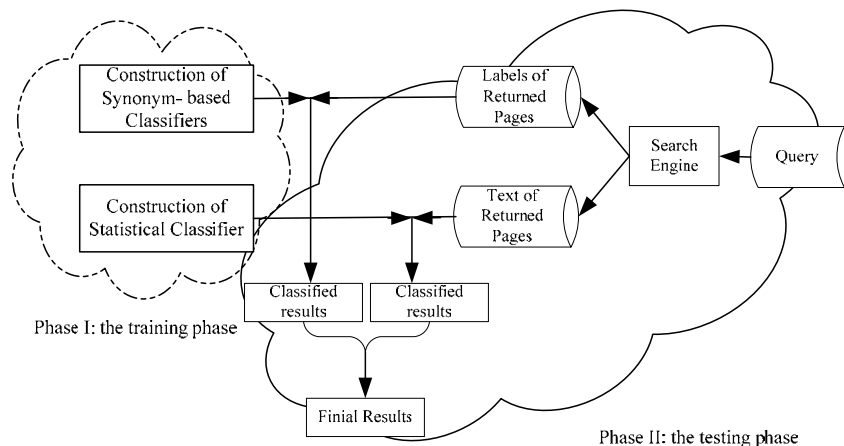 Construction of
Synonym- based
Classifiers
Labels of
Returned
Pages
Search
Engine
Query
Construction of
Statistical Classifier
Text of
Returned
Pages
Classified
results
Classified
results
Phase I: the training phase
Finial Results
Phase II: the testing phase